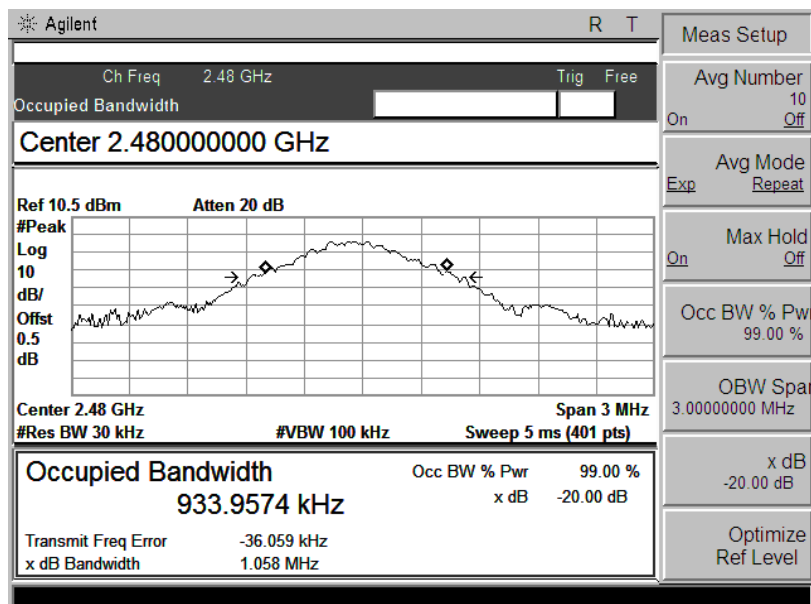 Agilent R T
Ch Freq 2.48 GHz Trig Free
Occupied Bandwidth
Center 2.480000000 GHz
Ref 10.5 dBm Atten 20 dB
#Peak
Log
10
dB/
Offst
0.5
dB
Center 2.48 GHz Span 3 MHz
#Res BW 30 kHz #VBW 100 kHz Sweep 5 ms (401 pts)
Occupied Bandwidth
933.9574 kHz
Occ BW % Pwr 99.00 %
x dB -20.00 dB
Transmit Freq Error -36.059 kHz
x dB Bandwidth 1.058 MHz
Meas Setup
Avg Number
10
On Off
Avg Mode
Exp Repeat
Max Hold
On Off
Occ BW % Pwr
99.00 %
OBW Span
3.00000000 MHz
x dB
-20.00 dB
Optimize
Ref Level